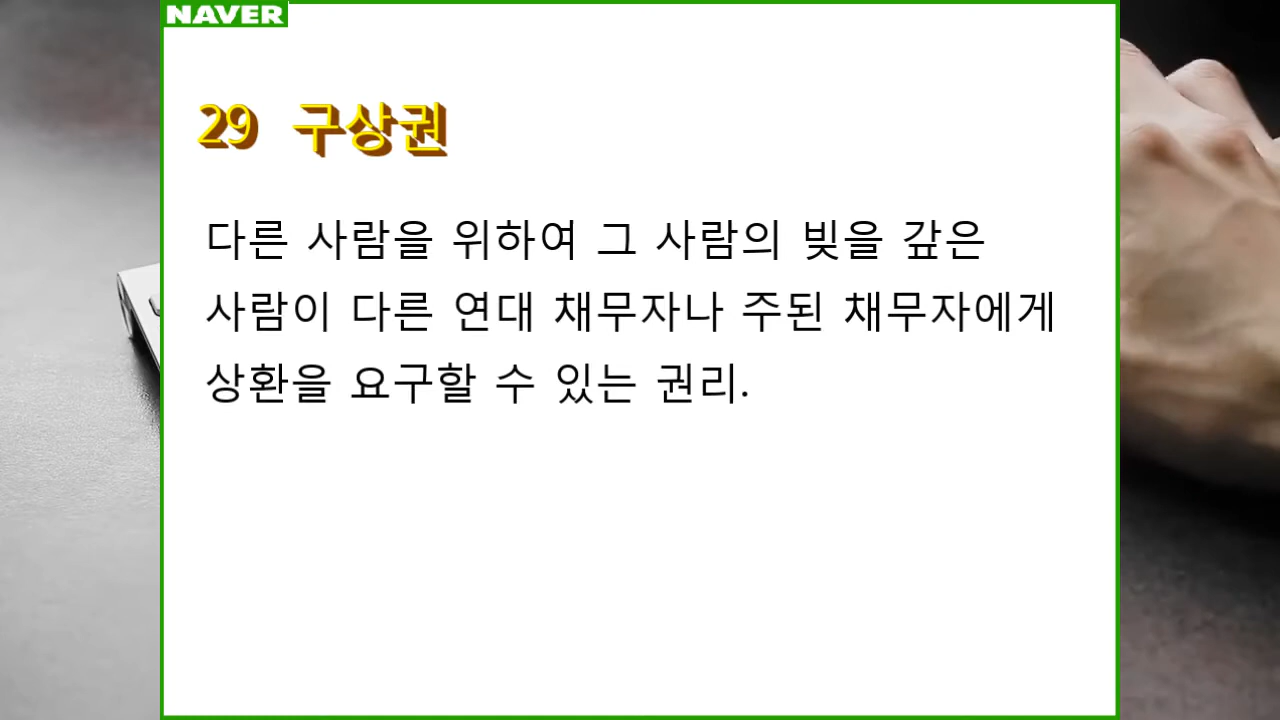 NAVER
29 구상권
다른 사람을 위하여 그 사람의 빚을 갚은
사람이 다른 연대 채무자나 주된 채무자에게
상환을 요구할 수 있는 권리.